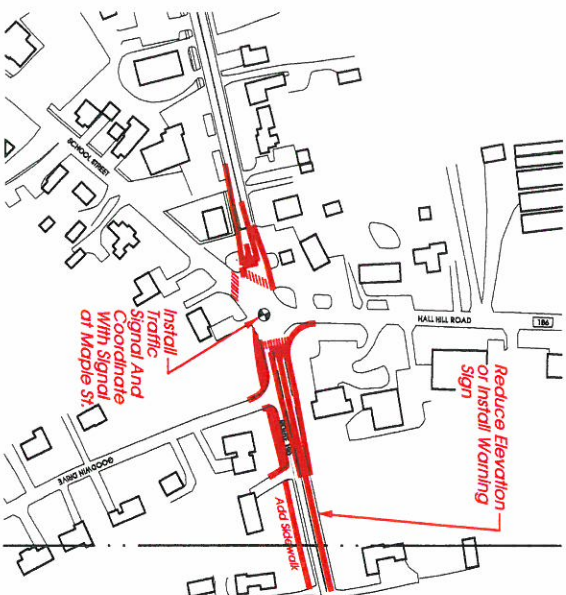 SCHOOL STREET
HALL HILL ROAD
186
Reduce Elevation
or Install Warning
Sign
Install
Traffic
Signal And
Coordinate
With Signal
at Maple St.
GOODWIN DRIVE
Add Sidewalk